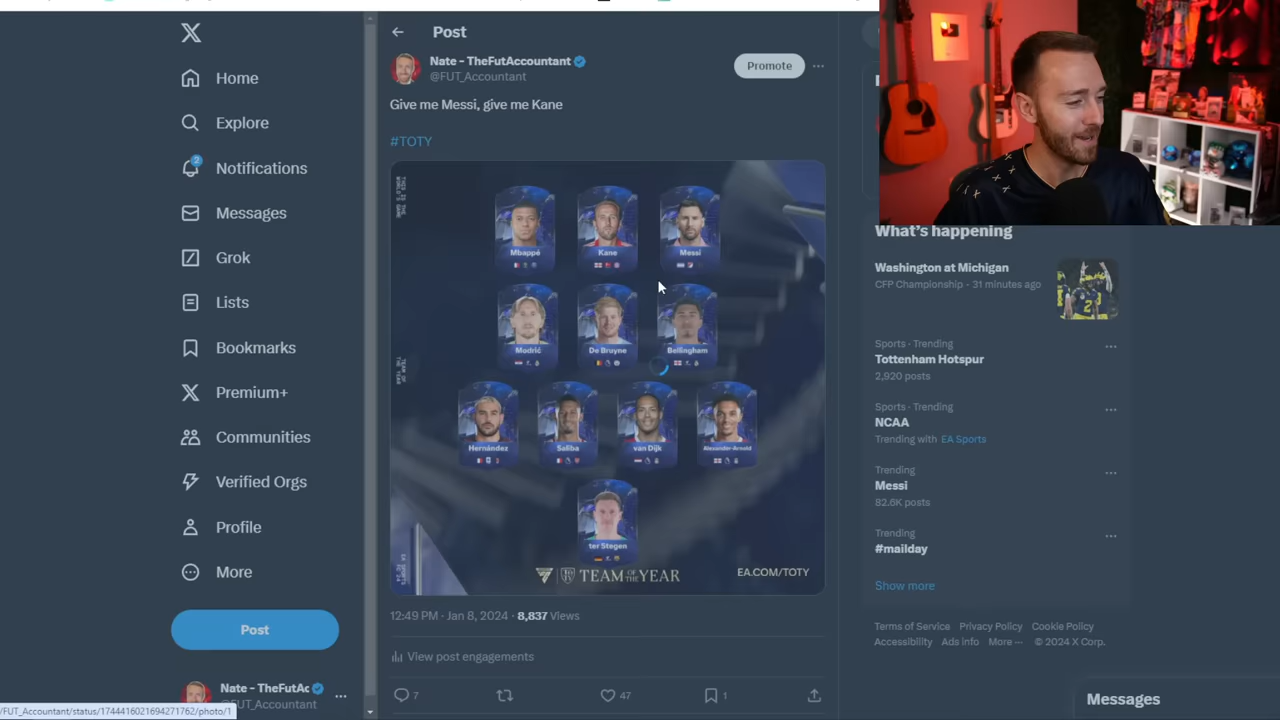 Home
Explore
2
Notifications
Messages
Grok
Lists
Bookmarks
Premium+
Communities
Verified Orgs
Profile
More
Post
Nate - TheFutAc
@FUT_Accountant
/FUT_Accountant/status/1744416021694271762/photo/1
Post
Nate - TheFutAccountant
@FUT_Accountant
Promote
Give me Messi, give me Kane
#TOTY
Mbappé
Kane
Messi
Modrić
De Bruyne
Bellingham
Hernández
Saliba
van Dijk
Alexander-Arnold
ter Stegen
TEAM OF THE YEAR
EA.COM/TOTY
12:49 PM · Jan 8, 2024 · 8,837 Views
View post engagements
7
47
1
What's happening
Washington at Michigan
CFP Championship · 31 minutes ago
Sports · Trending
Tottenham Hotspur
2,920 posts
Sports · Trending
NCAA
Trending with EA Sports
Trending
Messi
82.6K posts
Trending
#mailday
Show more
Terms of Service Privacy Policy Cookie Policy
Accessibility Ads info More ··· © 2024 X Corp.
Messages